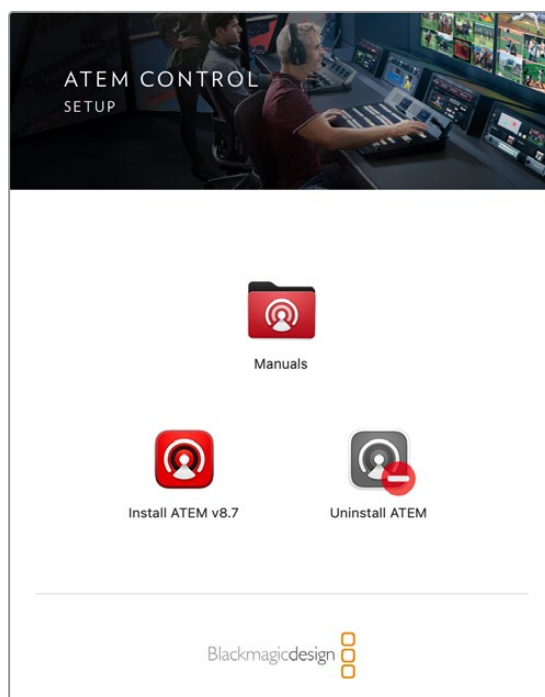 ATEM CONTROL
SETUP
Manuals
Install ATEM v8.7
Uninstall ATEM
Blackmagicdesign